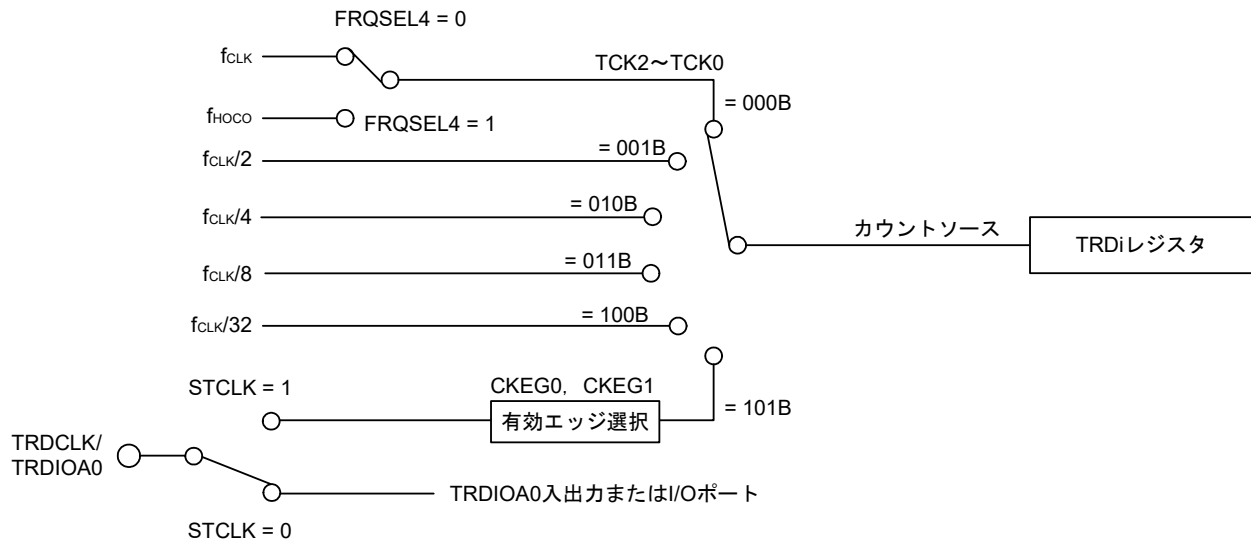 FRQSEL4 = 0
fCLK
TCK2～TCK0
= 000B
fHOCO
FRQSEL4 = 1
fCLK/2
= 001B
fCLK/4
= 010B
カウントソース
TRDiレジスタ
fCLK/8
= 011B
fCLK/32
= 100B
STCLK = 1
CKEG0, CKEG1
有効エッジ選択
= 101B
TRDCLK/
TRDIOA0
TRDIOA0入出力またはI/Oポート
STCLK = 0